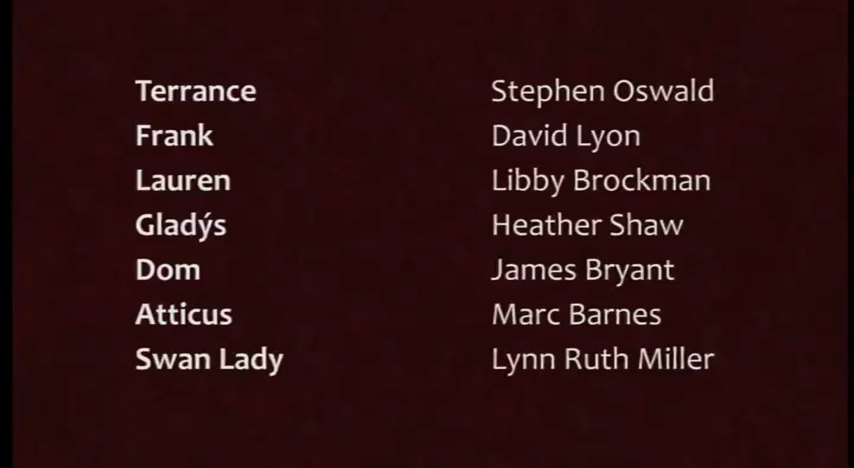 Terrance Stephen Oswald
Frank David Lyon
Lauren Libby Brockman
Gladýs Heather Shaw
Dom James Bryant
Atticus Marc Barnes
Swan Lady Lynn Ruth Miller